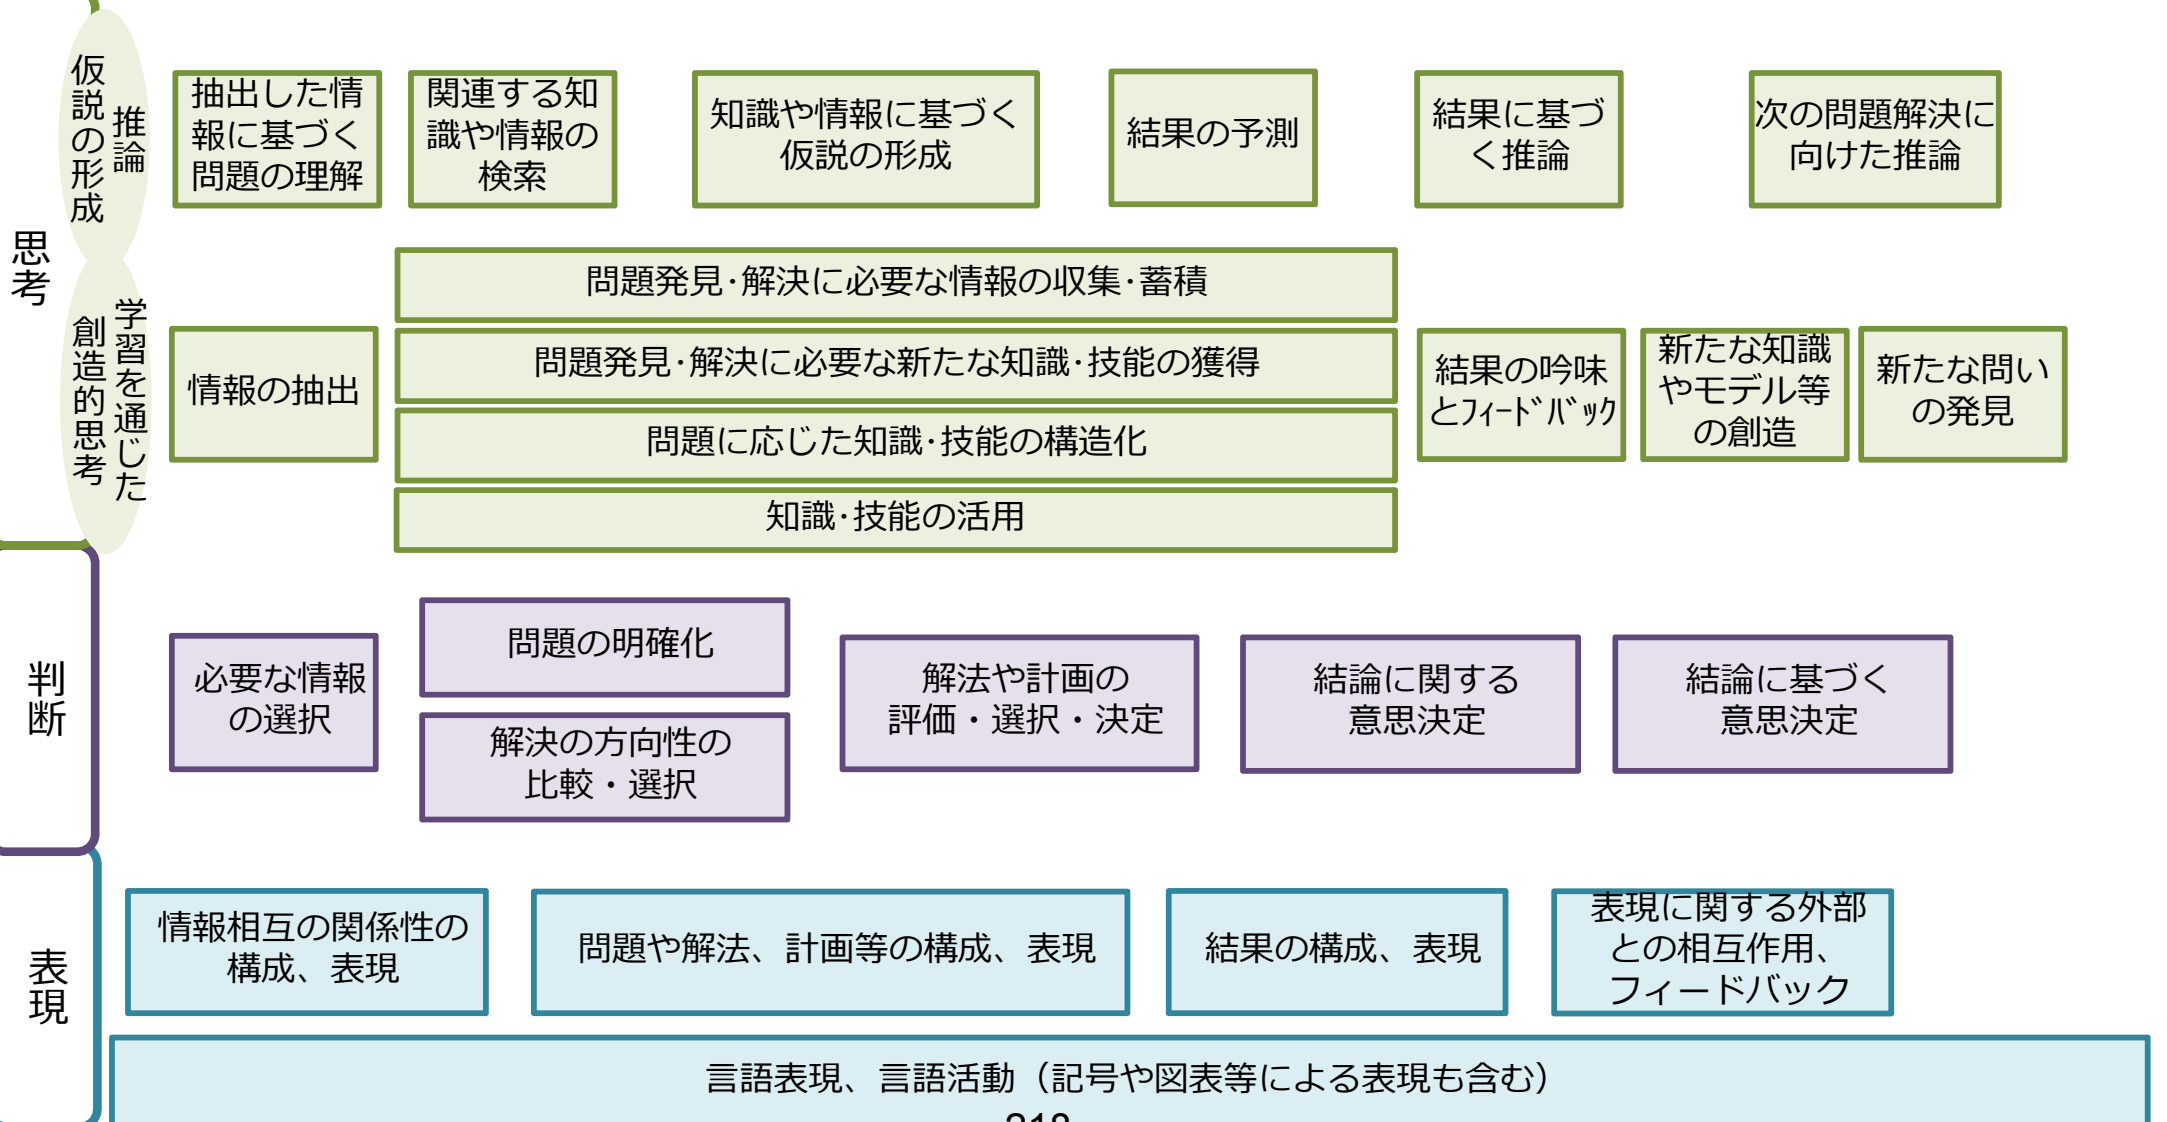 思考
仮説の形成
推論
抽出した情
報に基づく
問題の理解
関連する知
識や情報の
検索
知識や情報に基づく
仮説の形成
結果の予測
結果に基づ
く推論
次の問題解決に
向けた推論
学習を通じた
創造的思考
情報の抽出
問題発見･解決に必要な情報の収集･蓄積
問題発見･解決に必要な新たな知識･技能の獲得
問題に応じた知識･技能の構造化
知識･技能の活用
結果の吟味
とﾌｨｰﾄﾞﾊﾞｯｸ
新たな知識
やモデル等
の創造
新たな問い
の発見
判断
必要な情報
の選択
問題の明確化
解決の方向性の
比較・選択
解法や計画の
評価・選択・決定
結論に関する
意思決定
結論に基づく
意思決定
表現
情報相互の関係性の
構成、表現
問題や解法、計画等の構成、表現
結果の構成、表現
表現に関する外部
との相互作用、
フィードバック
言語表現、言語活動（記号や図表等による表現も含む）